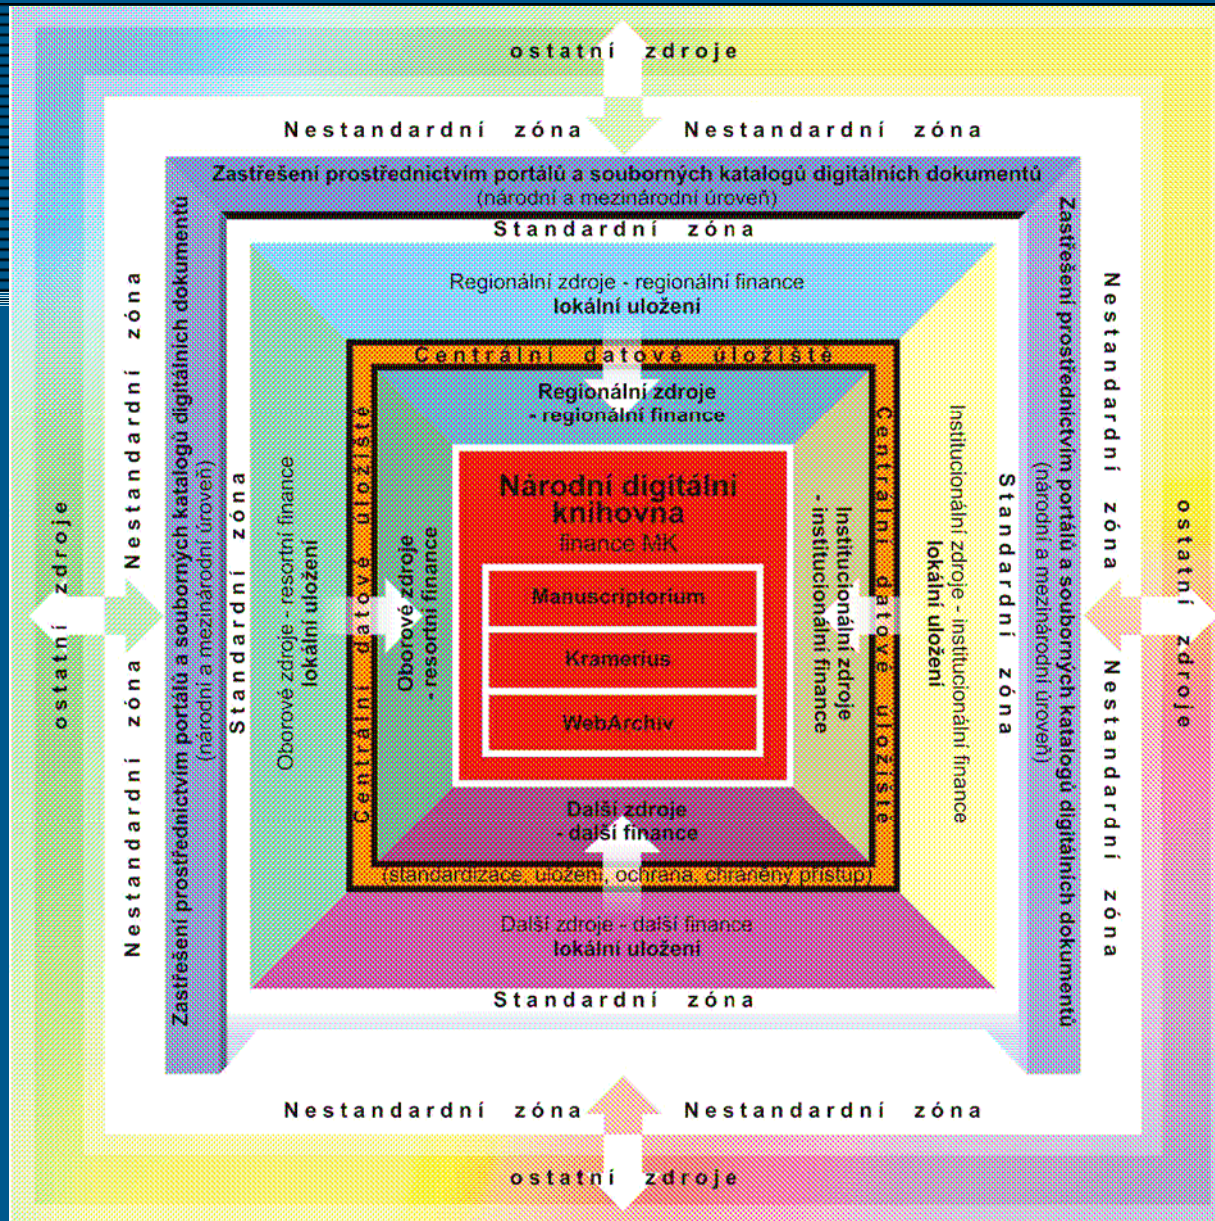 ostatní zdroje
Nestandardní zóna Nestandardní zóna
Zastřešení prostřednictvím portálů a souborných katalogů digitálních dokumentů
(národní a mezinárodní úroveň)
Standardní zóna
Regionální zdroje - regionální finance
lokální uložení
Centrální datové úložiště
Regionální zdroje
- regionální finance
ostatní zdroje
Nestandardní zóna Nestandardní zóna
Zastřešení prostřednictvím portálů a souborných katalogů digitálních dokumentů
(národní a mezinárodní úroveň)
Standardní zóna
Oborové zdroje - resortní finance
lokální uložení
Centrální datové úložiště
Oborové zdroje
- resortní finance
Národní digitálni
knihovna
finance MK
Manuscriptorium
Kramerius
WebArchiv
Institucionální zdroje
- institucionální finance
Centralni datové uložiste
Institucionální zdroje - institucionální finance
lokální uložení
Standardní zóna
Zastřešení prostřednictvím portálů a souborných katalogů digitálních dokumentů
(národní a mezinárodní úroveň)
Nestandardní zóna Nestandardní zóna
ostatní zdroje
Další zdroje
- další finance
(standardizace, uložení, ochrana, chráněný přístup)
Další zdroje - další finance
lokální uložení
Standardní zóna
Nestandardní zóna Nestandardní zóna
ostatní zdroje